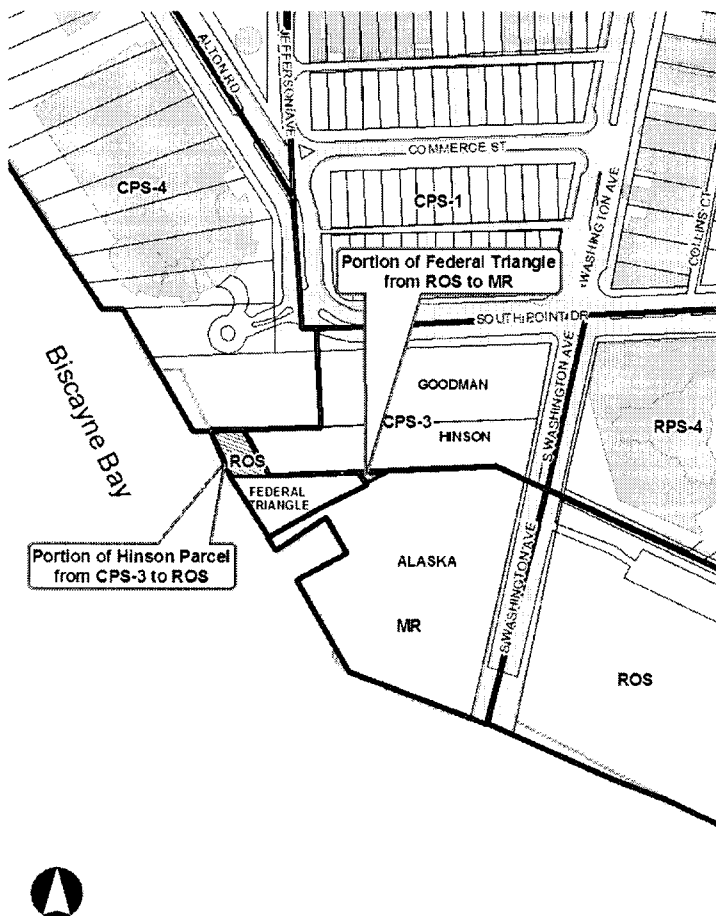 ALTON RD
JEFFERSON AVE
COMMERCE ST
CPS-4
CPS-1
WASHINGTON AVE
COLLINS CT
Portion of Federal Triangle
from ROS to MR
SOUTH POINT DR
Biscayne Bay
GOODMAN
CPS-3
HINSON
S WASHINGTON AVE
RPS-4
ROS
FEDERAL
TRIANGLE
Portion of Hinson Parcel
from CPS-3 to ROS
ALASKA
MR
S WASHINGTON AVE
ROS